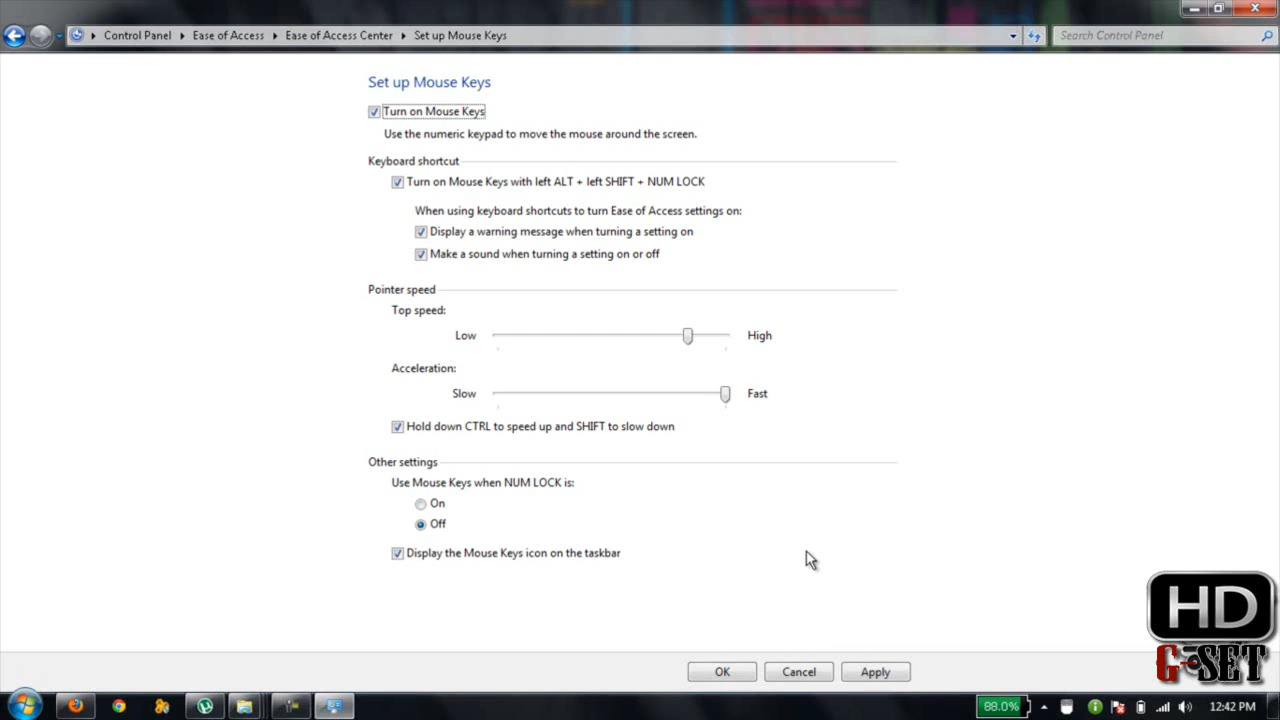 Control Panel Ease of Access Ease of Access Center Set up Mouse Keys Search Control Panel
Set up Mouse Keys
Turn on Mouse Keys
Use the numeric keypad to move the mouse around the screen.
Keyboard shortcut
Turn on Mouse Keys with left ALT + left SHIFT + NUM LOCK
When using keyboard shortcuts to turn Ease of Access settings on:
Display a warning message when turning a setting on
Make a sound when turning a setting on or off
Pointer speed
Top speed:
Low High
Acceleration:
Slow Fast
Hold down CTRL to speed up and SHIFT to slow down
Other settings
Use Mouse Keys when NUM LOCK is:
On
Off
Display the Mouse Keys icon on the taskbar
HD
G-SET
OK Cancel Apply
88.0% 12:42 PM